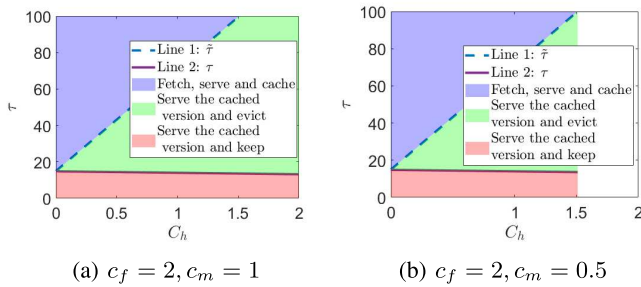 100
80
60
40
20
0
τ
0
0.5
1
1.5
2
C_h
Line 1: τ̃
Line 2: τ
Fetch, serve and cache
Serve the cached
version and evict
Serve the cached
version and keep
(a) c_f = 2, c_m = 1
100
80
60
40
20
0
τ
0
1
1.5
2
C_h
Line 1: τ̃
Line 2: τ
Fetch, serve and cache
Serve the cached
version and evict
Serve the cached
version and keep
(b) c_f = 2, c_m = 0.5